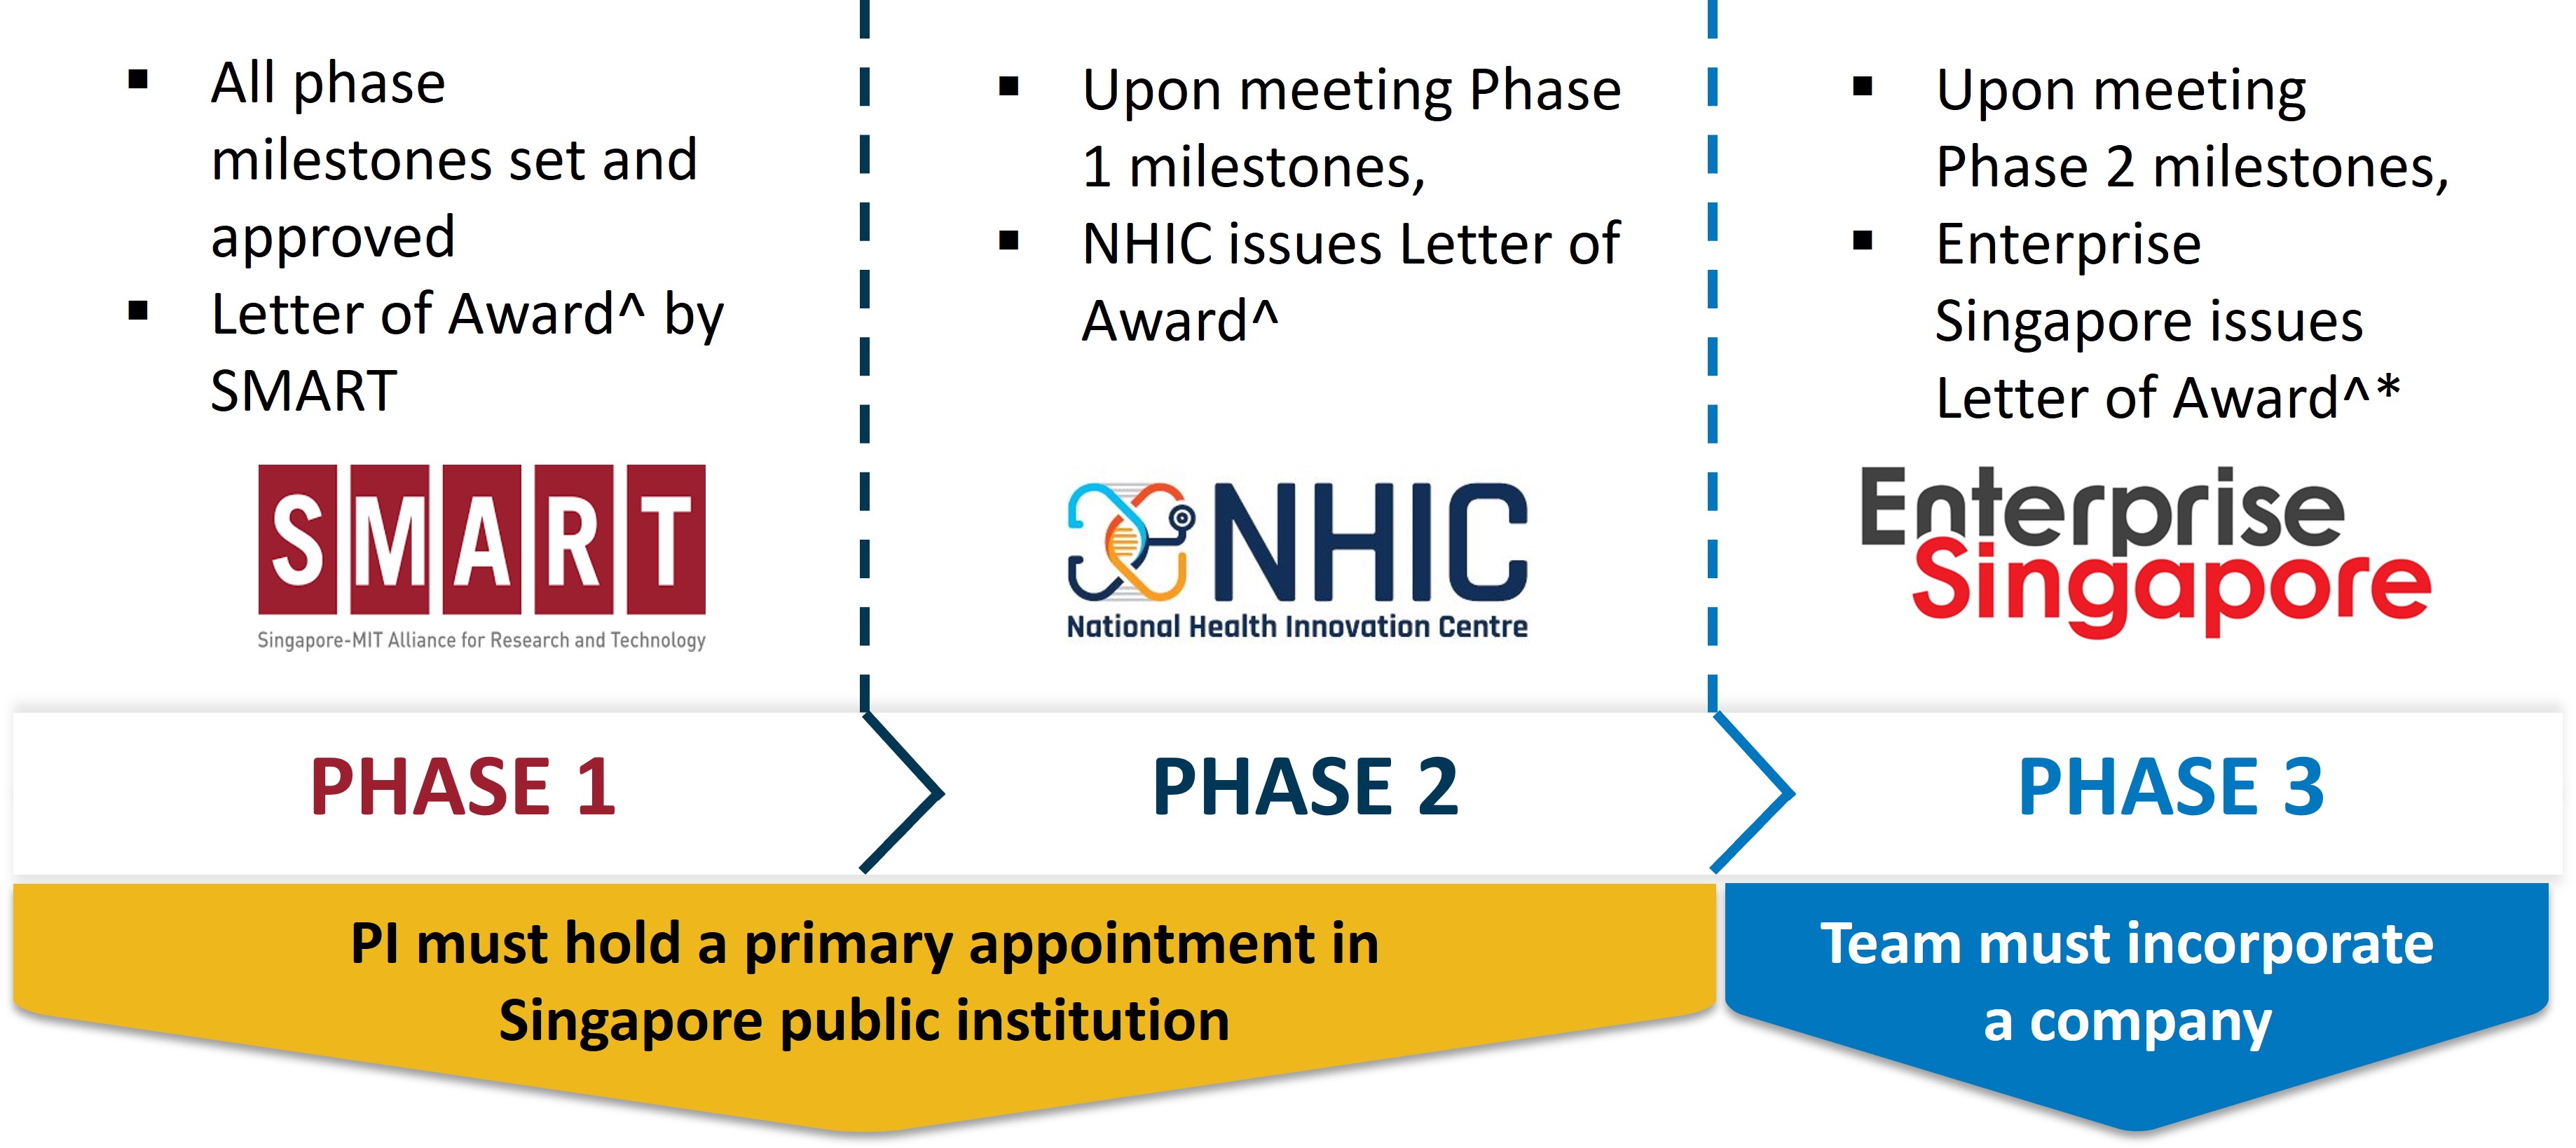 ▪ All phase
milestones set and
approved
▪ Letter of Award^ by
SMART
SMART
Singapore-MIT Alliance for Research and Technology
▪ Upon meeting Phase
1 milestones,
▪ NHIC issues Letter of
Award^
NHIC
National Health Innovation Centre
▪ Upon meeting
Phase 2 milestones,
▪ Enterprise
Singapore issues
Letter of Award^*
Enterprise
Singapore
PHASE 1
PHASE 2
PHASE 3
PI must hold a primary appointment in
Singapore public institution
Team must incorporate
a company